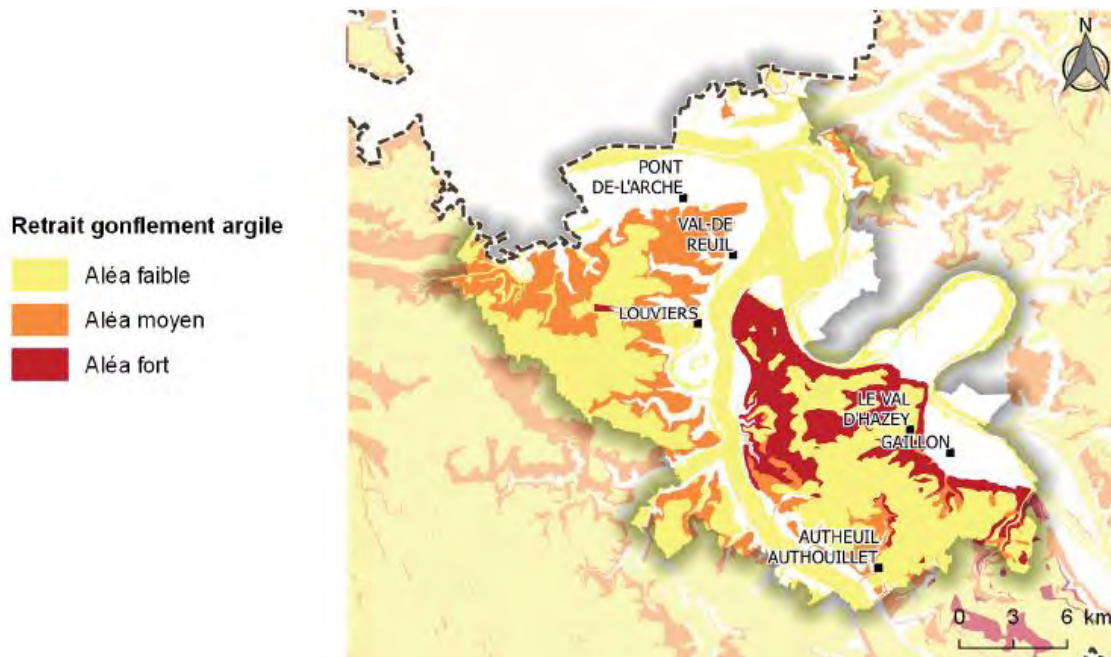 Retrait gonflement argile
Aléa faible
Aléa moyen
Aléa fort
N
PONT
DE-L'ARCHE
VAL-DE
REUIL
LOUVIERS
LE VAL
D'HAZEY
GAILLON
AUTHEUIL
AUTHOUILLET
0 3 6 km